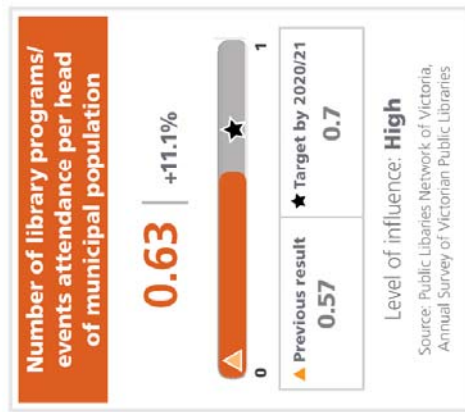 Number of library programs/
events attendance per head
of municipal population
0.63 +11.1%
0 1
Previous result
0.57
Target by 2020/21
0.7
Level of influence: High
Source: Public Libaries Network of Victoria,
Annual Survey of Victorian Public Libraries